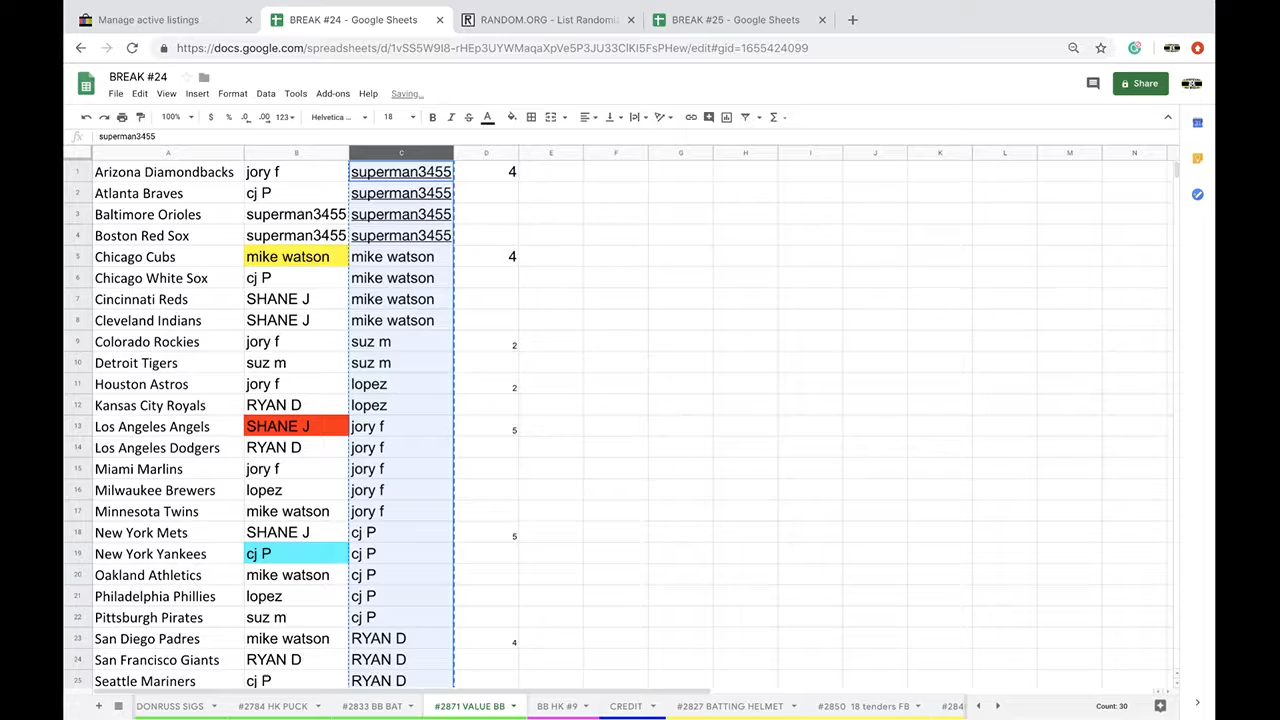 Manage active listings
BREAK #24 - Google Sheets
RANDOM.ORG - List Randomi
BREAK #25 - Google Sheets
https://docs.google.com/spreadsheets/d/1vSS5W9I8-rHEp3UYWMaqaXpVe5P3JU33ClKI5FsPHew/edit#gid=1655424099
BREAK #24
File Edit View Insert Format Data Tools Add-ons Help Saving...
Share
100% $ % .0 .00 123 Helvetica ... 18 B I S A
fx superman3455
A B C D E F G H I J K L M N
1 Arizona Diamondbacks jory f superman3455 4
2 Atlanta Braves cj P superman3455
3 Baltimore Orioles superman3455 superman3455
4 Boston Red Sox superman3455 superman3455
5 Chicago Cubs mike watson mike watson 4
6 Chicago White Sox cj P mike watson
7 Cincinnati Reds SHANE J mike watson
8 Cleveland Indians SHANE J mike watson
9 Colorado Rockies jory f suz m 2
10 Detroit Tigers suz m suz m
11 Houston Astros jory f lopez 2
12 Kansas City Royals RYAN D lopez
13 Los Angeles Angels SHANE J jory f 5
14 Los Angeles Dodgers RYAN D jory f
15 Miami Marlins jory f jory f
16 Milwaukee Brewers lopez jory f
17 Minnesota Twins mike watson jory f
18 New York Mets SHANE J cj P 5
19 New York Yankees cj P cj P
20 Oakland Athletics mike watson cj P
21 Philadelphia Phillies lopez cj P
22 Pittsburgh Pirates suz m cj P
23 San Diego Padres mike watson RYAN D 4
24 San Francisco Giants RYAN D RYAN D
25 Seattle Mariners cj P RYAN D
DONRUSS SIGS #2784 HK PUCK #2833 BB BAT #2871 VALUE BB BB HK #9 CREDIT #2827 BATTING HELMET #2850 18 tenders FB #284 Count: 30